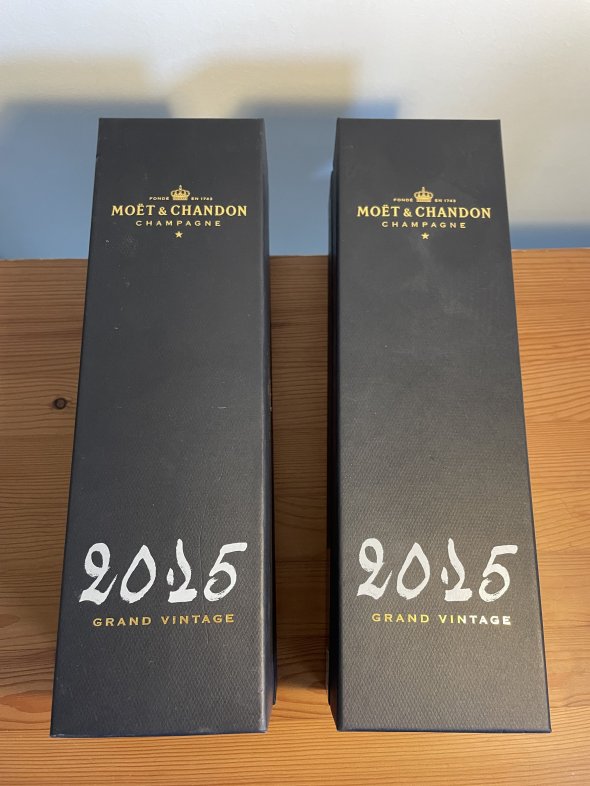 FONDÉ EN 1743
MOËT & CHANDON
CHAMPAGNE
2015
GRAND VINTAGE
FONDÉ EN 1743
MOËT & CHANDON
CHAMPAGNE
2015
GRAND VINTAGE